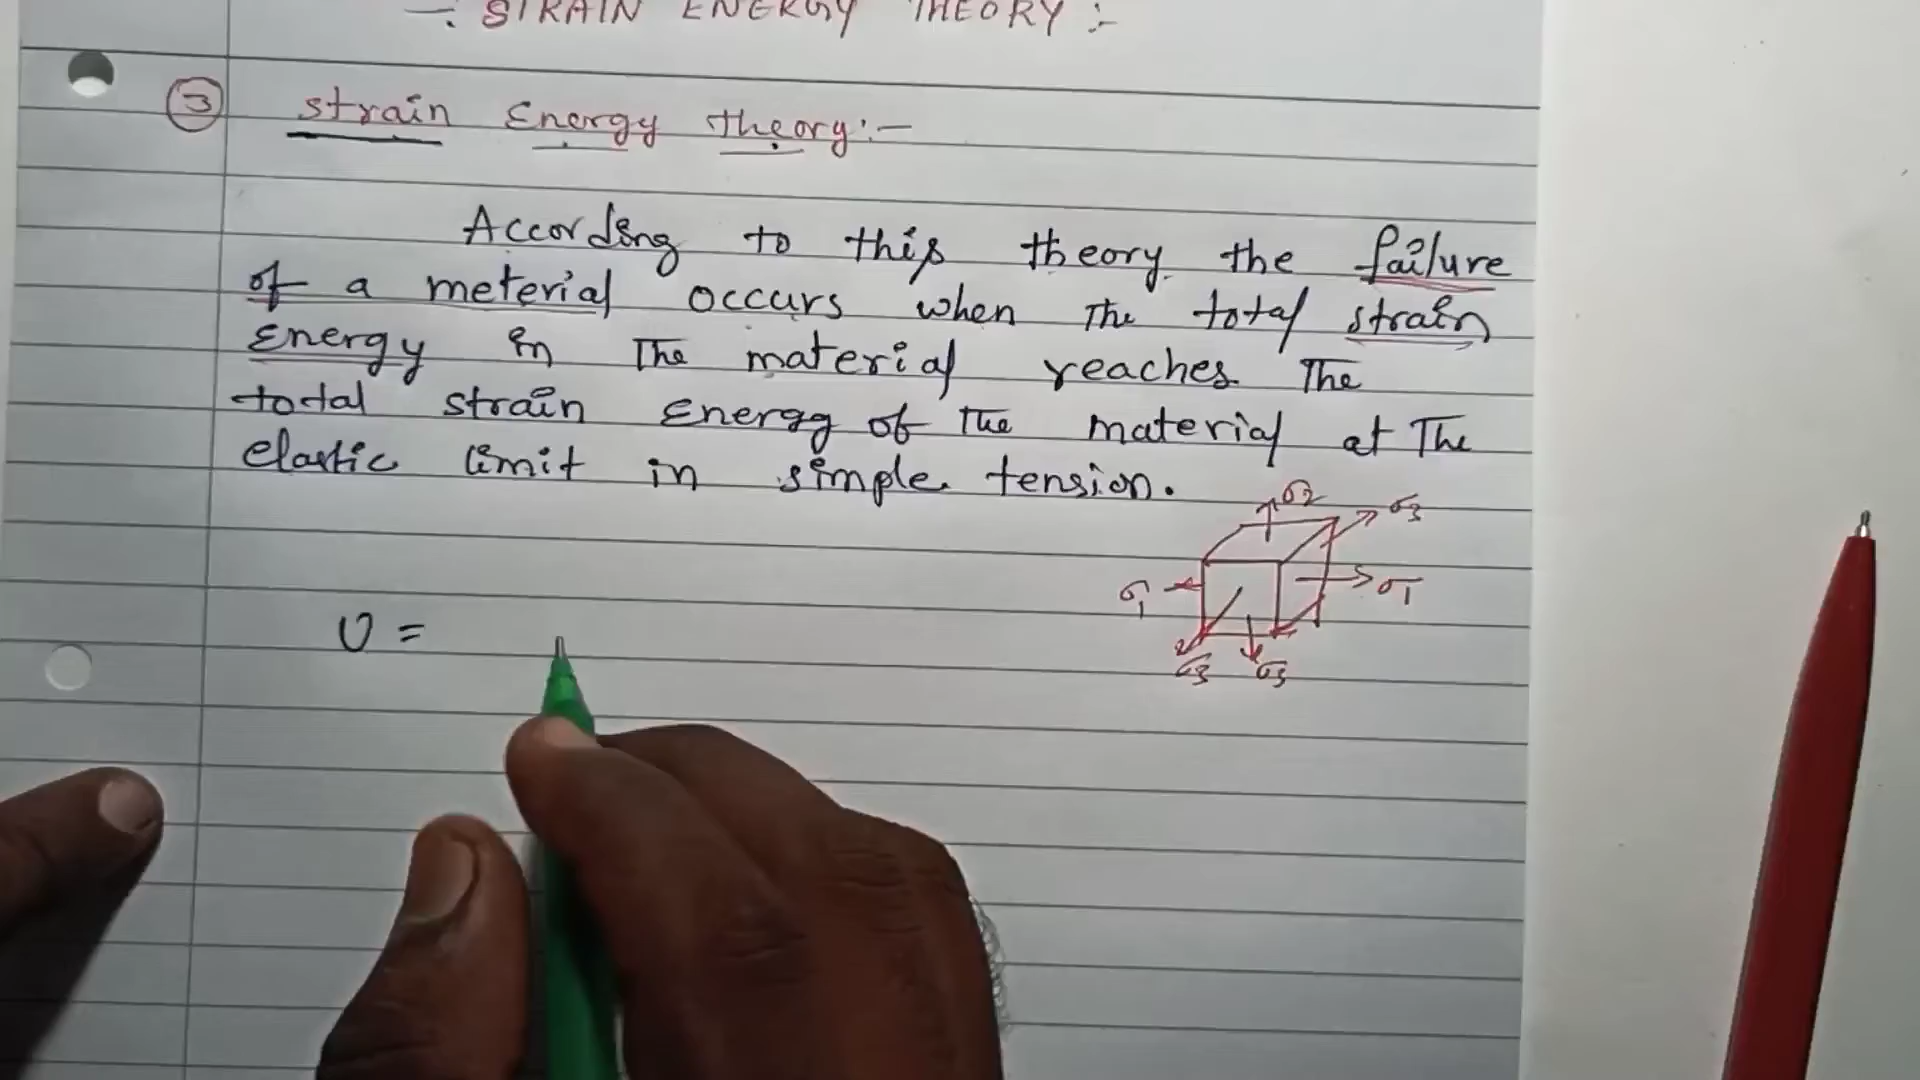 -: STRAIN ENERGY THEORY :-
③ strain Energy theory:-
According to this theory the failure
of a meterial occurs when The total strain
Energy in The material reaches The
total strain Energy of The material at The
elastic limit in simple tension.
σ2 σ3
σ1 σ1
U =
σ3 σ3